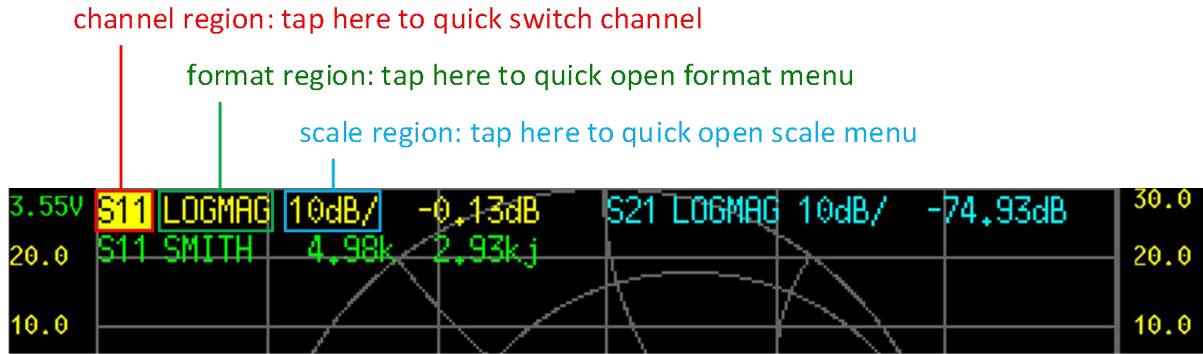 channel region: tap here to quick switch channel
format region: tap here to quick open format menu
scale region: tap here to quick open scale menu
3.55V S11 LOGMAG 10dB/ -0.13dB S21 LOGMAG 10dB/ -74.93dB 30.0
S11 SMITH 4.98k 2.93kj
20.0 20.0
10.0 10.0